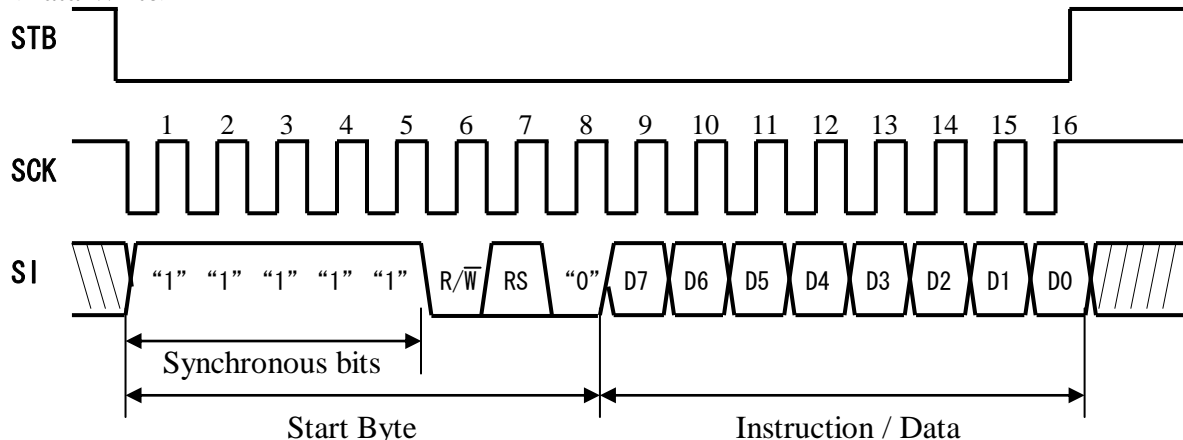 STB
1 2 3 4 5 6 7 8 9 10 11 12 13 14 15 16
SCK
SI "1" "1" "1" "1" "1" R/W̅ RS "0" D7 D6 D5 D4 D3 D2 D1 D0
Synchronous bits
Start Byte Instruction / Data